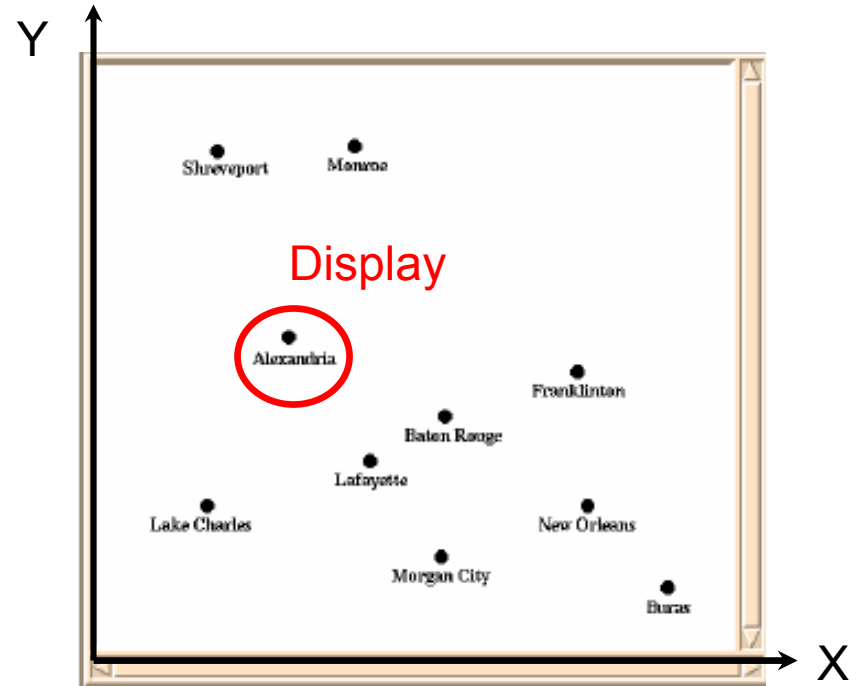 Y
Shreveport
Monroe
Display
Alexandria
Franklinton
Baton Rouge
Lafayette
Lake Charles
New Orleans
Morgan City
Buras
X